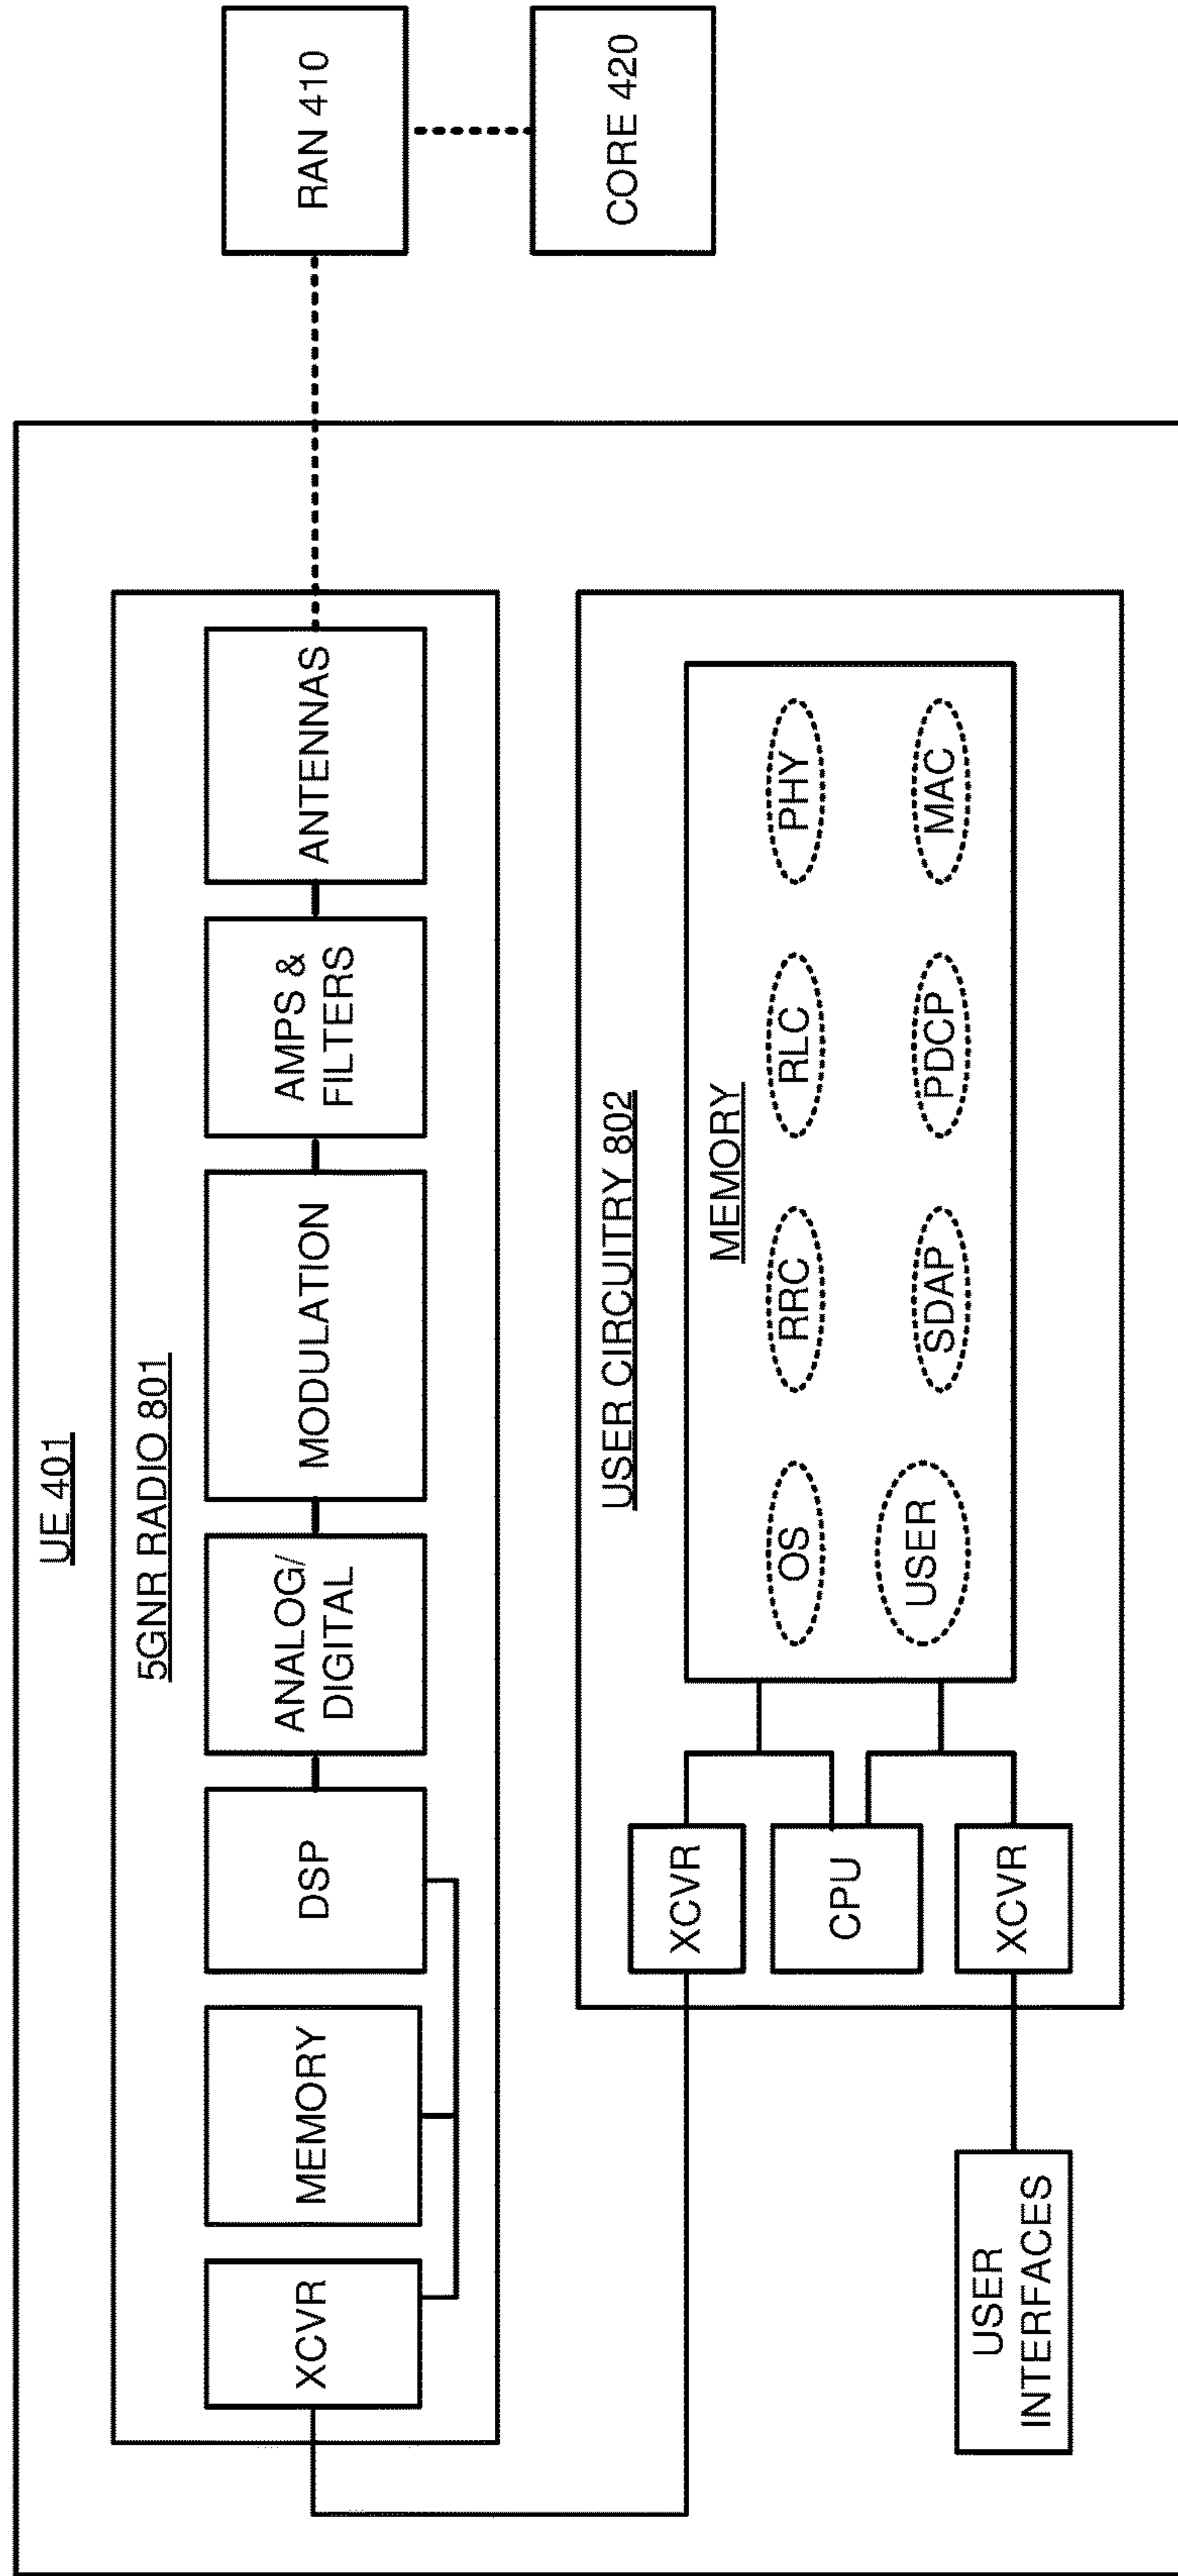 UE 401
5GNR RADIO 801
XCVR
MEMORY
DSP
ANALOG/
DIGITAL
MODULATION
AMPS &
FILTERS
ANTENNAS
RAN 410
CORE 420
USER CIRCUITRY 802
XCVR
CPU
XCVR
MEMORY
OS
RRC
RLC
PHY
USER
SDAP
PDCP
MAC
USER
INTERFACES